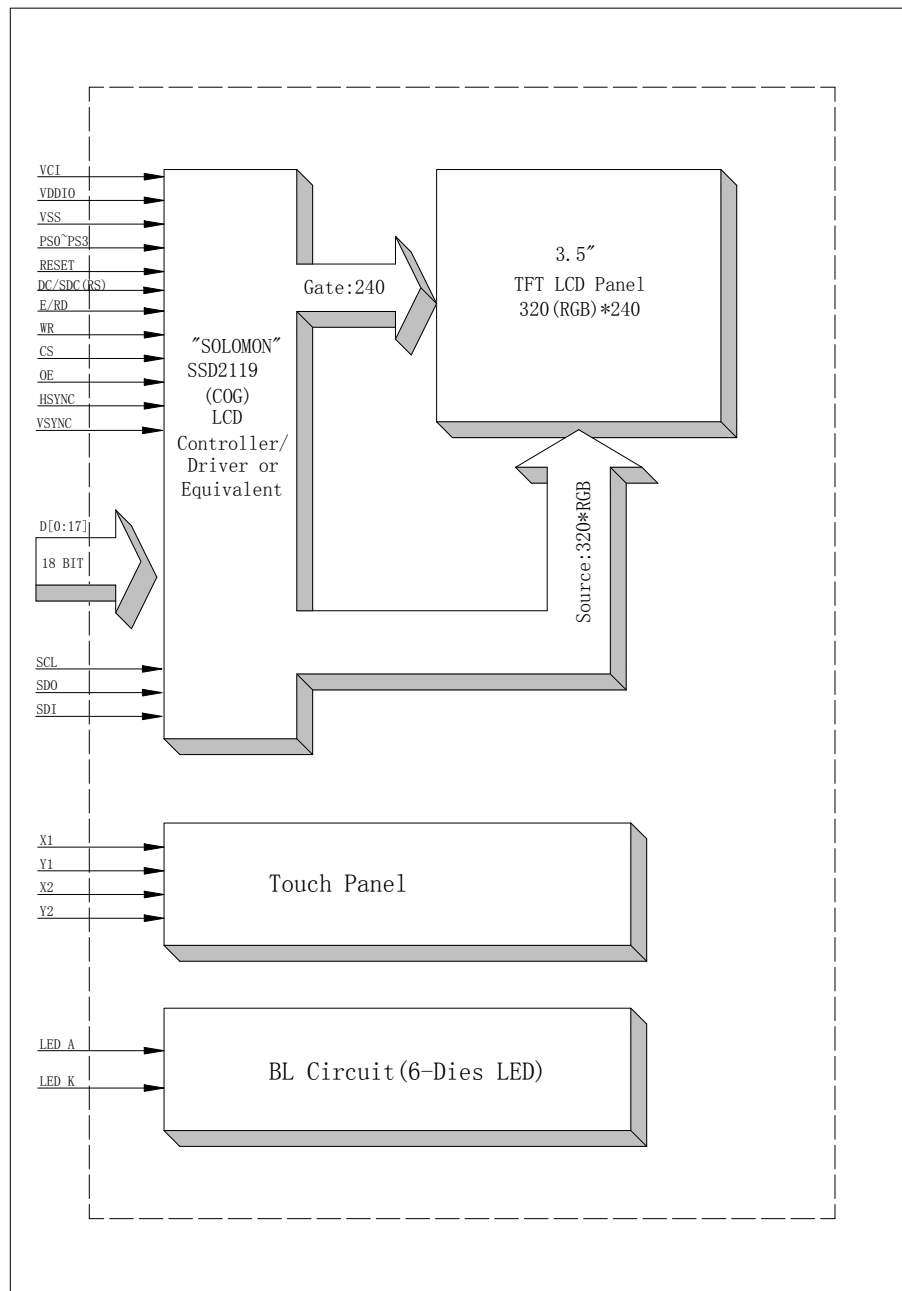 VCI
VDDIO
VSS
PS0~PS3
RESET
DC/SDC(RS)
E/RD
WR
CS
OE
HSYNC
VSYNC
D[0:17]
18 BIT
SCL
SDO
SDI
"SOLOMON"
SSD2119
(COG)
LCD
Controller/
Driver or
Equivalent
Gate:240
3.5"
TFT LCD Panel
320(RGB)*240
Source:320*RGB
X1
Y1
X2
Y2
Touch Panel
LED A
LED K
BL Circuit(6-Dies LED)